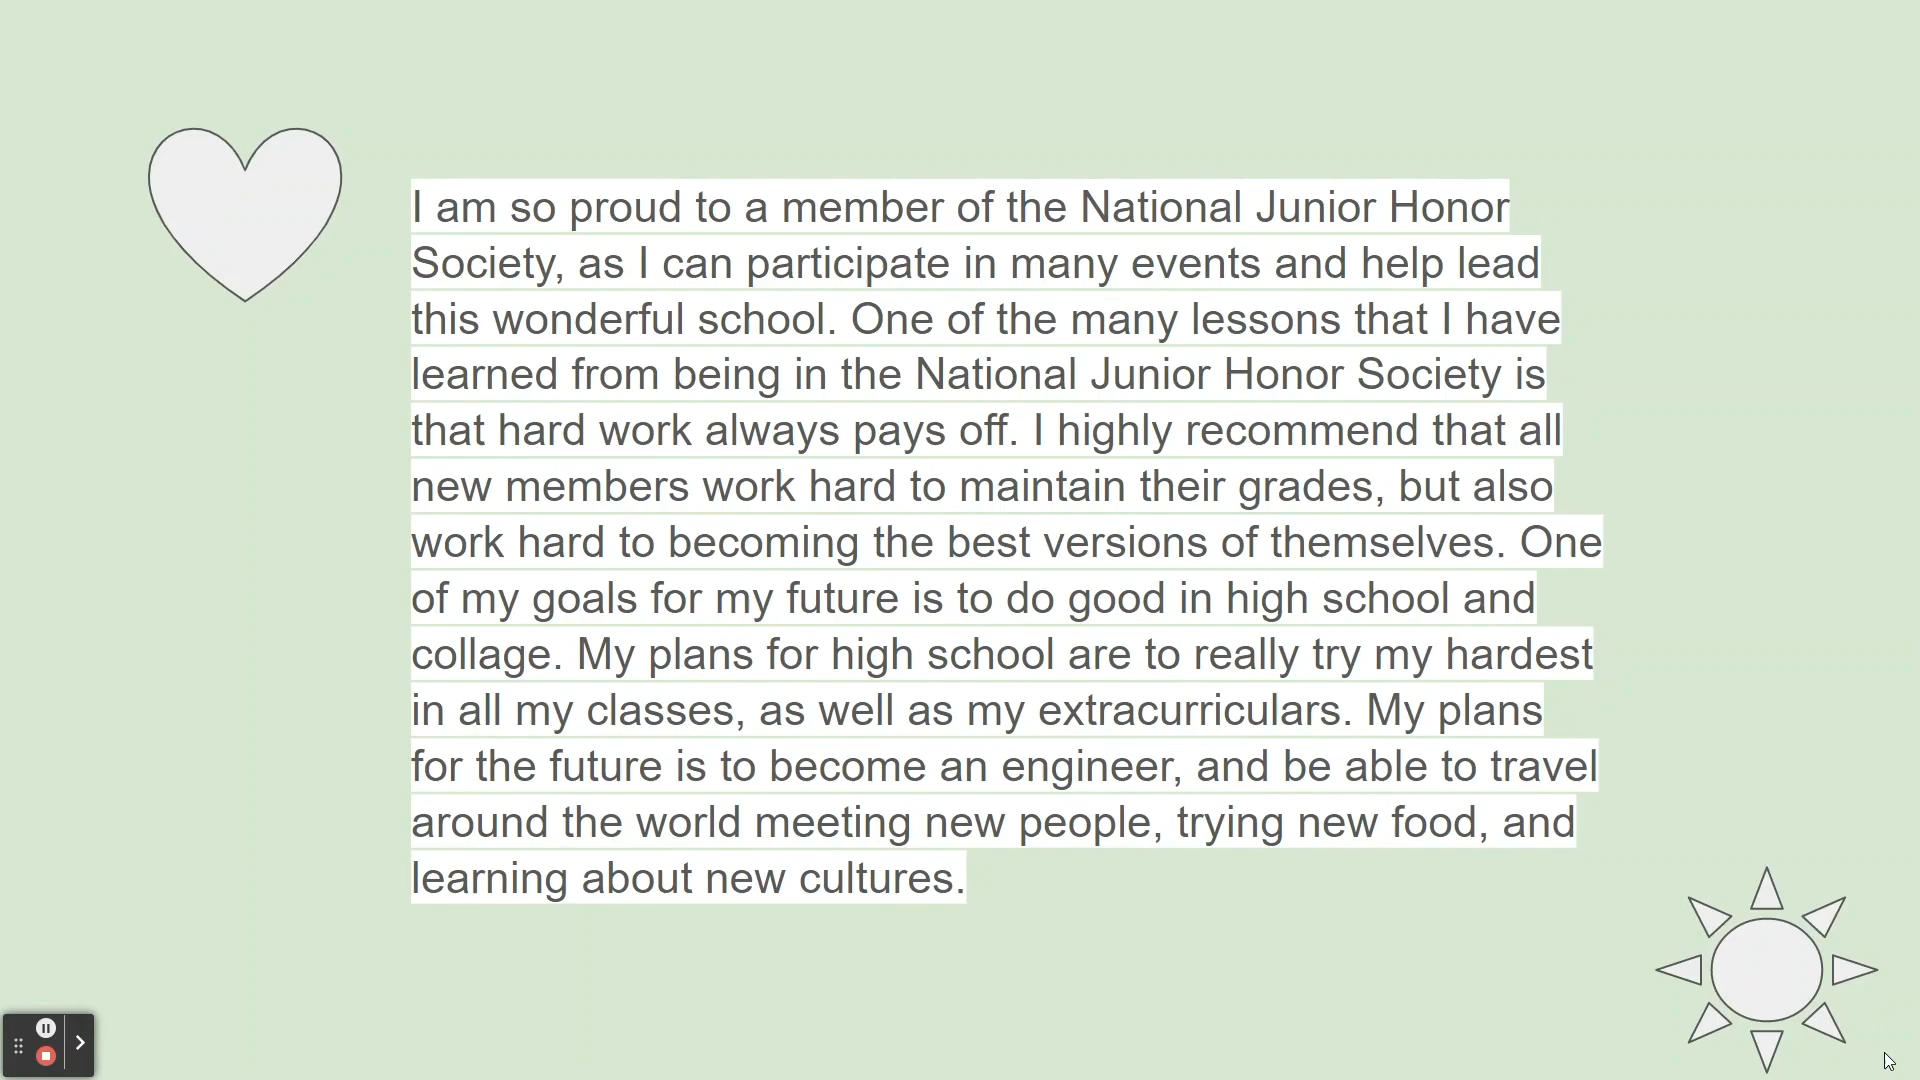 I am so proud to a member of the National Junior Honor
Society, as I can participate in many events and help lead
this wonderful school. One of the many lessons that I have
learned from being in the National Junior Honor Society is
that hard work always pays off. I highly recommend that all
new members work hard to maintain their grades, but also
work hard to becoming the best versions of themselves. One
of my goals for my future is to do good in high school and
collage. My plans for high school are to really try my hardest
in all my classes, as well as my extracurriculars. My plans
for the future is to become an engineer, and be able to travel
around the world meeting new people, trying new food, and
learning about new cultures.